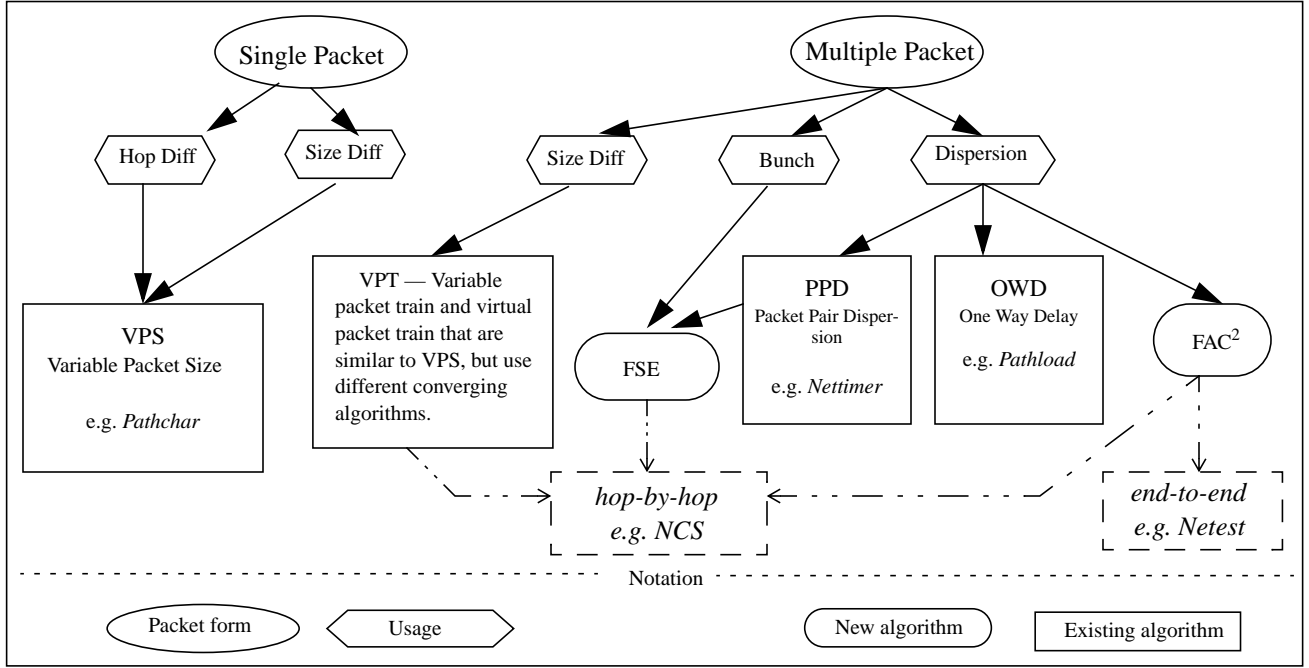 Single Packet
Multiple Packet
Hop Diff
Size Diff
Size Diff
Bunch
Dispersion
VPS
Variable Packet Size
e.g. Pathchar
VPT — Variable
packet train and virtual
packet train that are
similar to VPS, but use
different converging
algorithms.
FSE
PPD
Packet Pair Disper-
sion
e.g. Nettimer
OWD
One Way Delay
e.g. Pathload
FAC²
hop-by-hop
e.g. NCS
end-to-end
e.g. Netest
Notation
Packet form
Usage
New algorithm
Existing algorithm